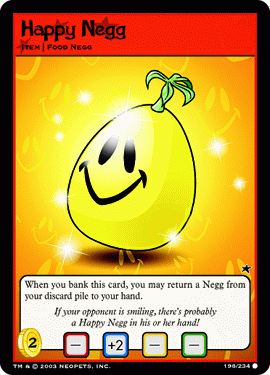 Happy Negg
Item | Food Negg
When you bank this card, you may return a Negg from
your discard pile to your hand.
If your opponent is smiling, there's probably
a Happy Negg in his or her hand!
2
– +2 – –
TM & © 2003 NEOPETS, INC. 198/234